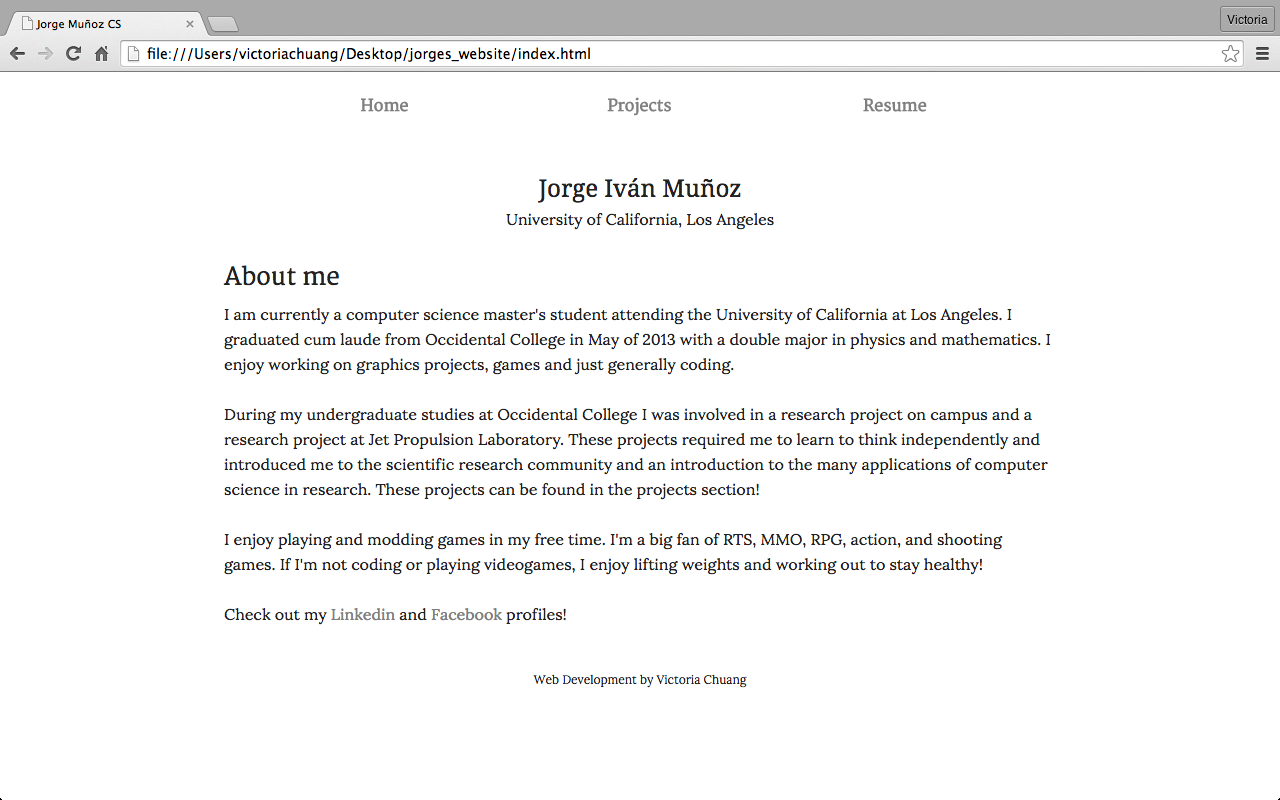 Jorge Muñoz CS
Victoria
file:///Users/victoriachuang/Desktop/jorges_website/index.html
Home Projects Resume
Jorge Iván Muñoz
University of California, Los Angeles
About me
I am currently a computer science master's student attending the University of California at Los Angeles. I
graduated cum laude from Occidental College in May of 2013 with a double major in physics and mathematics. I
enjoy working on graphics projects, games and just generally coding.
During my undergraduate studies at Occidental College I was involved in a research project on campus and a
research project at Jet Propulsion Laboratory. These projects required me to learn to think independently and
introduced me to the scientific research community and an introduction to the many applications of computer
science in research. These projects can be found in the projects section!
I enjoy playing and modding games in my free time. I'm a big fan of RTS, MMO, RPG, action, and shooting
games. If I'm not coding or playing videogames, I enjoy lifting weights and working out to stay healthy!
Check out my Linkedin and Facebook profiles!
Web Development by Victoria Chuang